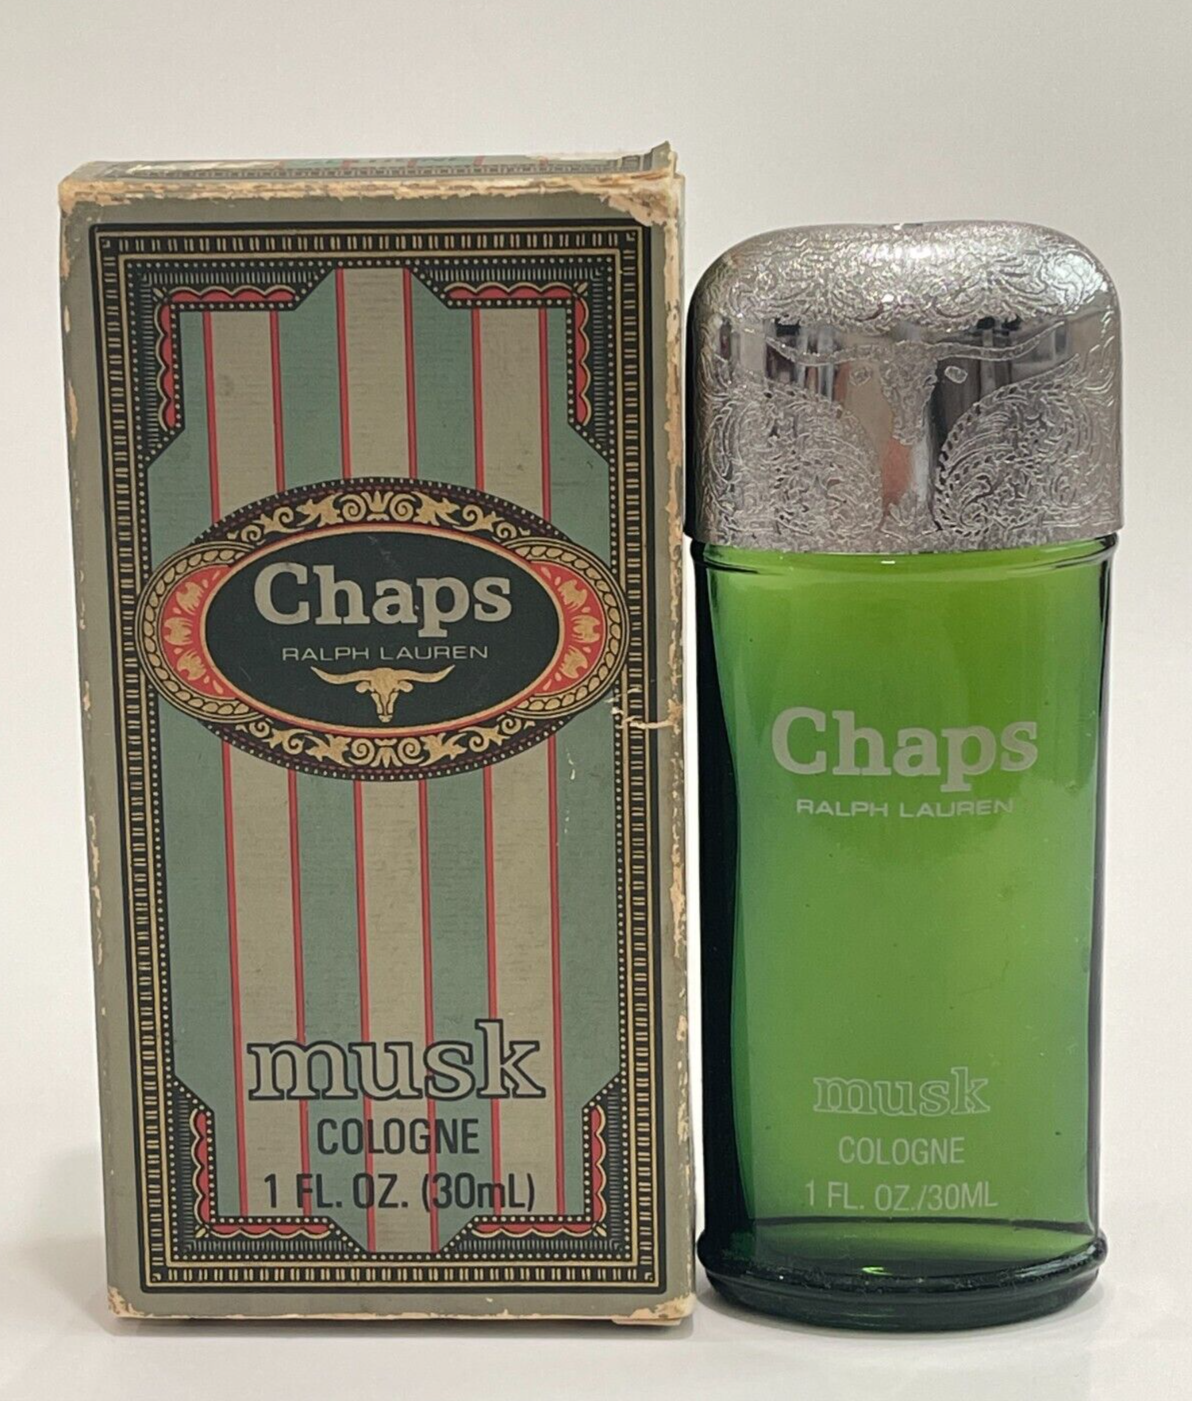 Chaps
RALPH LAUREN
musk
COLOGNE
1 FL. OZ. (30mL)
Chaps
RALPH LAUREN
musk
COLOGNE
1 FL. OZ./30ML